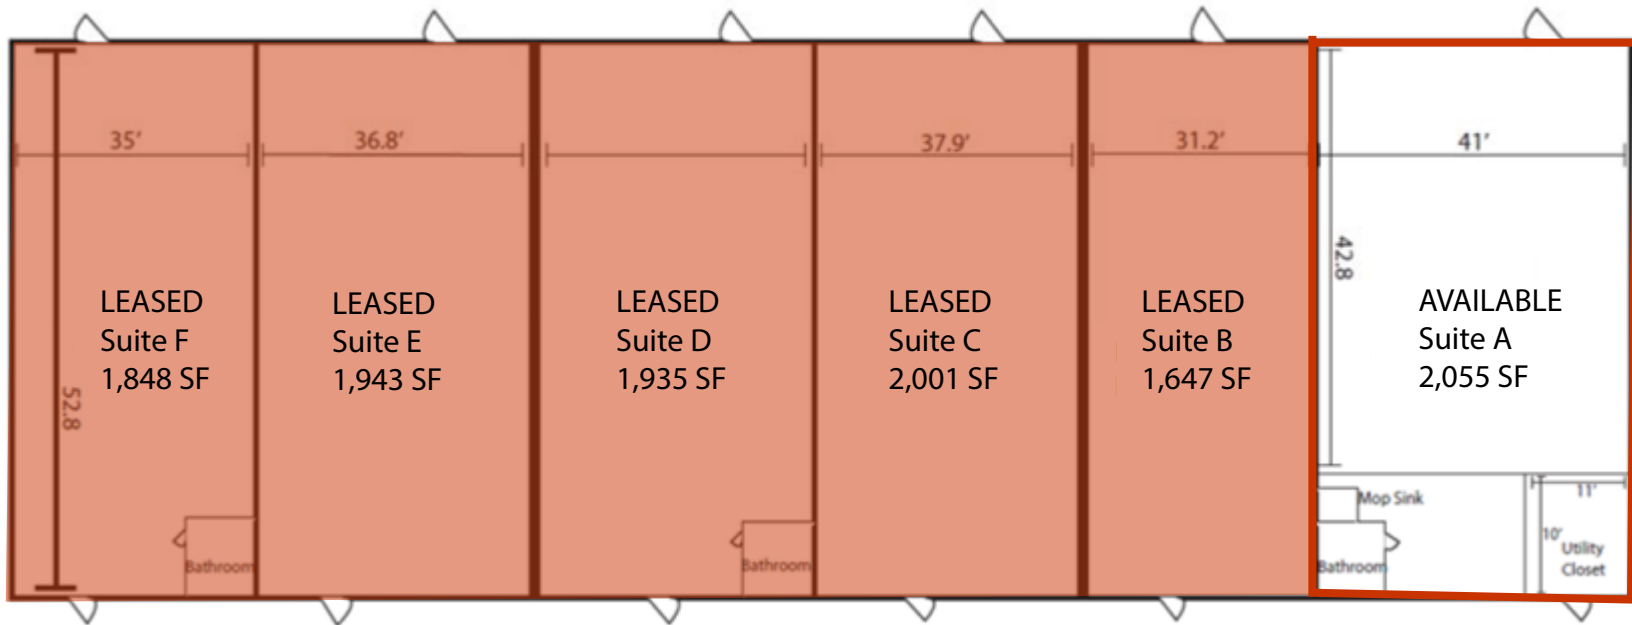 35'
36.8'
37.9'
31.2'
41'
42.8
52.8
LEASED
Suite F
1,848 SF
LEASED
Suite E
1,943 SF
LEASED
Suite D
1,935 SF
LEASED
Suite C
2,001 SF
LEASED
Suite B
1,647 SF
AVAILABLE
Suite A
2,055 SF
Bathroom
Bathroom
Mop Sink
Bathroom
11'
10'
Utility
Closet